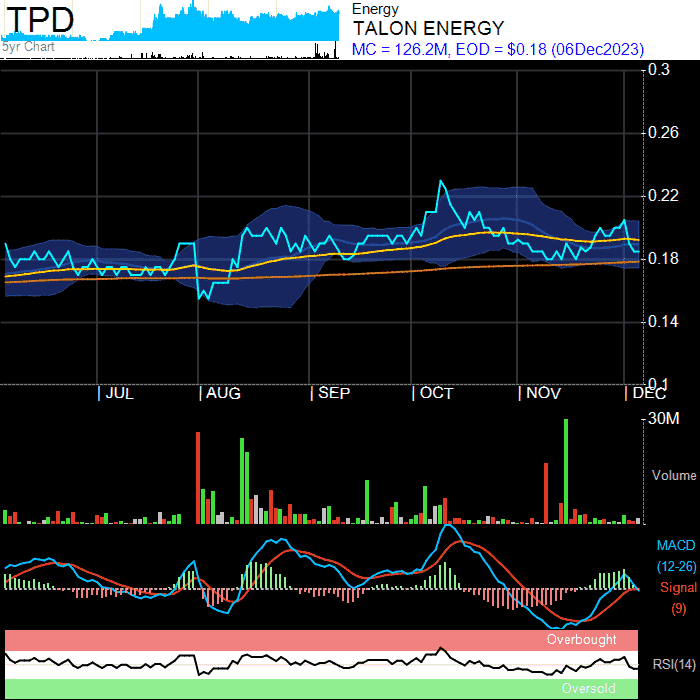 TPD
5yr Chart
Energy
TALON ENERGY
MC = 126.2M, EOD = $0.18 (06Dec2023)
0.3
0.26
0.22
0.18
0.14
0.1
| JUL | AUG | SEP | OCT | NOV | DEC
30M
Volume
MACD
(12-26)
Signal
(9)
Overbought
RSI(14)
Oversold